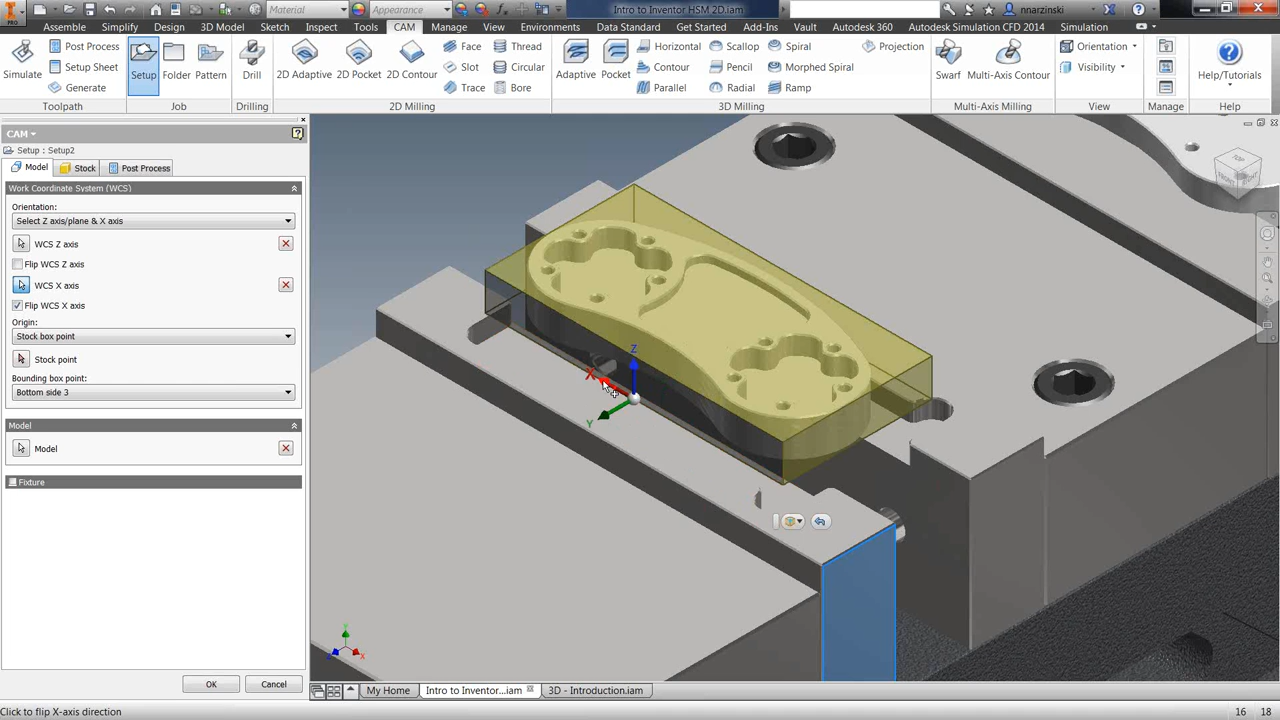 Material
Appearance
Intro to Inventor HSM 2D.iam
nnarzinski
PRO
Assemble Simplify Design 3D Model Sketch Inspect Tools CAM Manage View Environments Data Standard Get Started Add-Ins Vault Autodesk 360 Autodesk Simulation CFD 2014 Simulation
Post Process Face Thread Horizontal Scallop Spiral Projection Orientation
Simulate Setup Sheet Setup Folder Pattern Drill 2D Adaptive 2D Pocket 2D Contour Slot Circular Adaptive Pocket Contour Pencil Morphed Spiral Swarf Multi-Axis Contour Visibility Help/Tutorials
Generate Trace Bore Parallel Radial Ramp
Toolpath Job Drilling 2D Milling 3D Milling Multi-Axis Milling View Manage Help
CAM
Setup : Setup2
Model Stock Post Process
Work Coordinate System (WCS)
Orientation:
Select Z axis/plane & X axis
WCS Z axis
Flip WCS Z axis
WCS X axis
Flip WCS X axis
Origin:
Stock box point
Stock point
Bounding box point:
Bottom side 3
Model
Model
Fixture
OK Cancel
TOP
FRONT
RIGHT
Z
X
Y
My Home Intro to Inventor...iam 3D - Introduction.iam
Click to flip X-axis direction 16 18